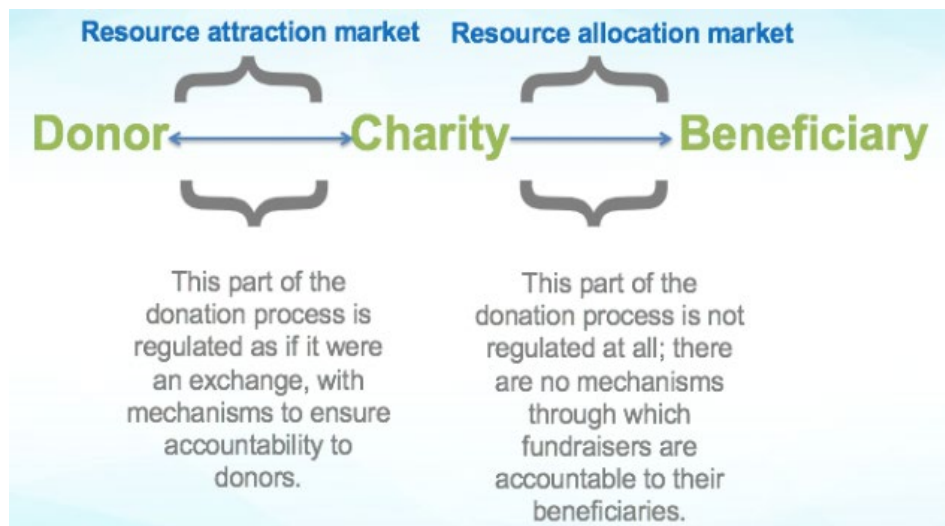 Resource attraction market
Resource allocation market
Donor
Charity
Beneficiary
This part of the
donation process is
regulated as if it were
an exchange, with
mechanisms to ensure
accountability to
donors.
This part of the
donation process is not
regulated at all; there
are no mechanisms
through which
fundraisers are
accountable to their
beneficiaries.